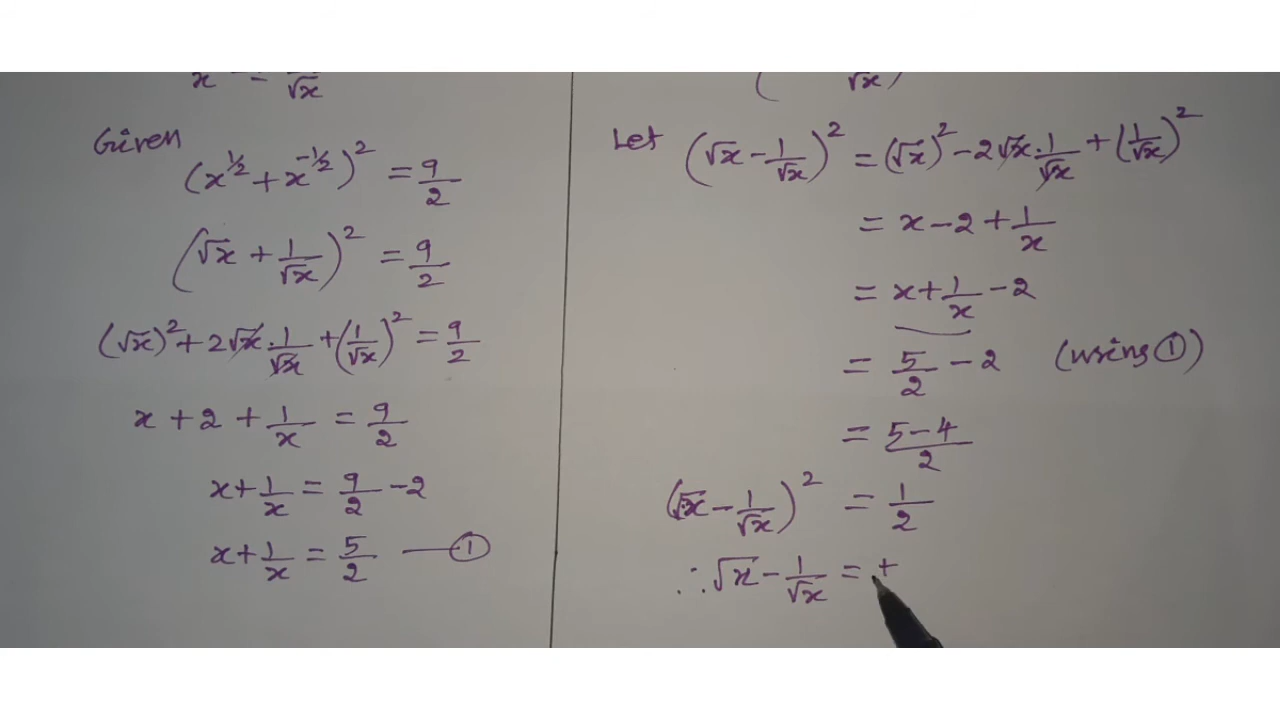 x = 1/√x
Given
(x^1/2 + x^-1/2)^2 = 9/2
(√x + 1/√x)^2 = 9/2
(√x)^2 + 2√x · 1/√x + (1/√x)^2 = 9/2
x + 2 + 1/x = 9/2
x + 1/x = 9/2 - 2
x + 1/x = 5/2 —①
√x)
Let (√x - 1/√x)^2 = (√x)^2 - 2√x · 1/√x + (1/√x)^2
= x - 2 + 1/x
= x + 1/x - 2
= 5/2 - 2 (using ①)
= 5-4/2
(√x - 1/√x)^2 = 1/2
∴ √x - 1/√x = +